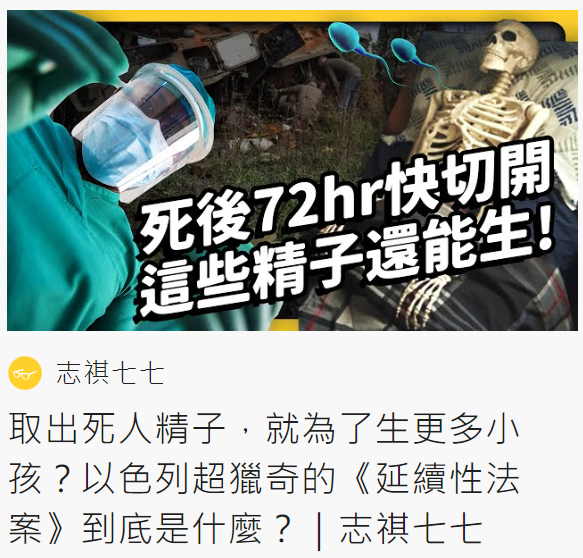 死後72hr快切開
這些精子還能生!
志祺七七
取出死人精子，就為了生更多小
孩？以色列超獵奇的《延續性法
案》到底是什麼？｜志祺七七